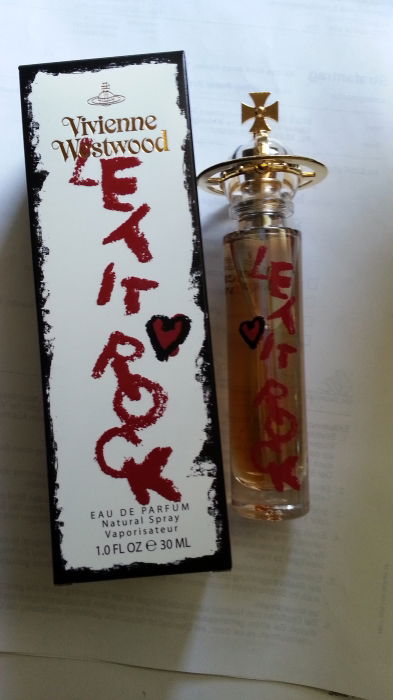 Vivienne
Westwood
LET IT ROCK
EAU DE PARFUM
Natural Spray
Vaporisateur
1.0 FL OZ e 30 ML
LET IT ROCK